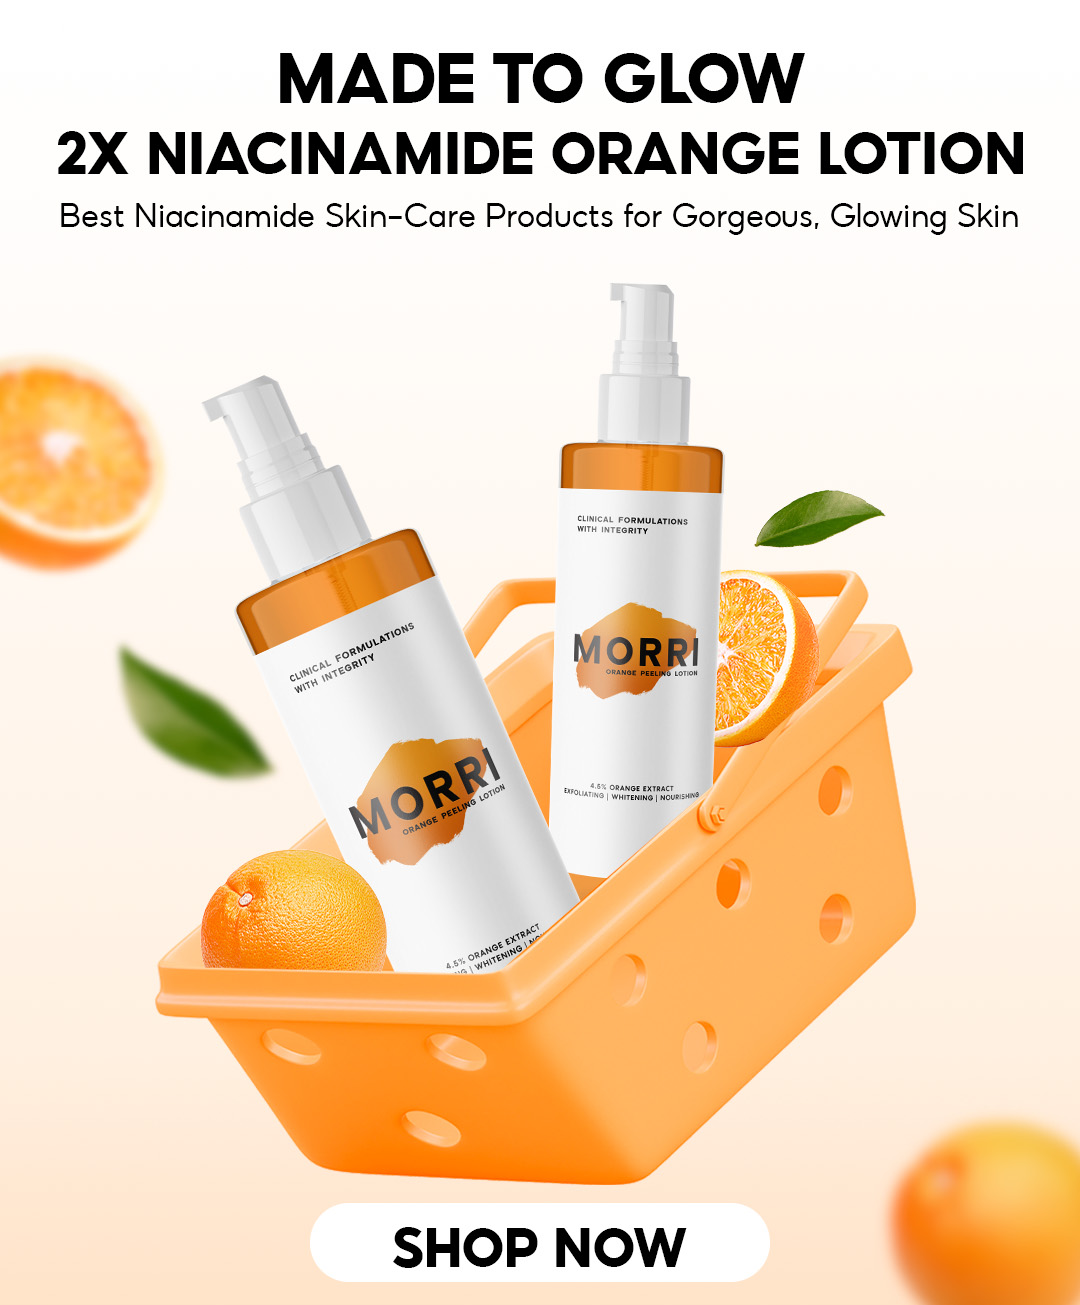 MADE TO GLOW
2X NIACINAMIDE ORANGE LOTION
Best Niacinamide Skin-Care Products for Gorgeous, Glowing Skin
CLINICAL FORMULATIONS
WITH INTEGRITY
MORRI
ORANGE PEELING LOTION
4.5% ORANGE EXTRACT
EXFOLIATING | WHITENING | NOURISHING
CLINICAL FORMULATIONS
WITH INTEGRITY
MORRI
ORANGE PEELING LOTION
4.5% ORANGE EXTRACT
| WHITENING |
SHOP NOW